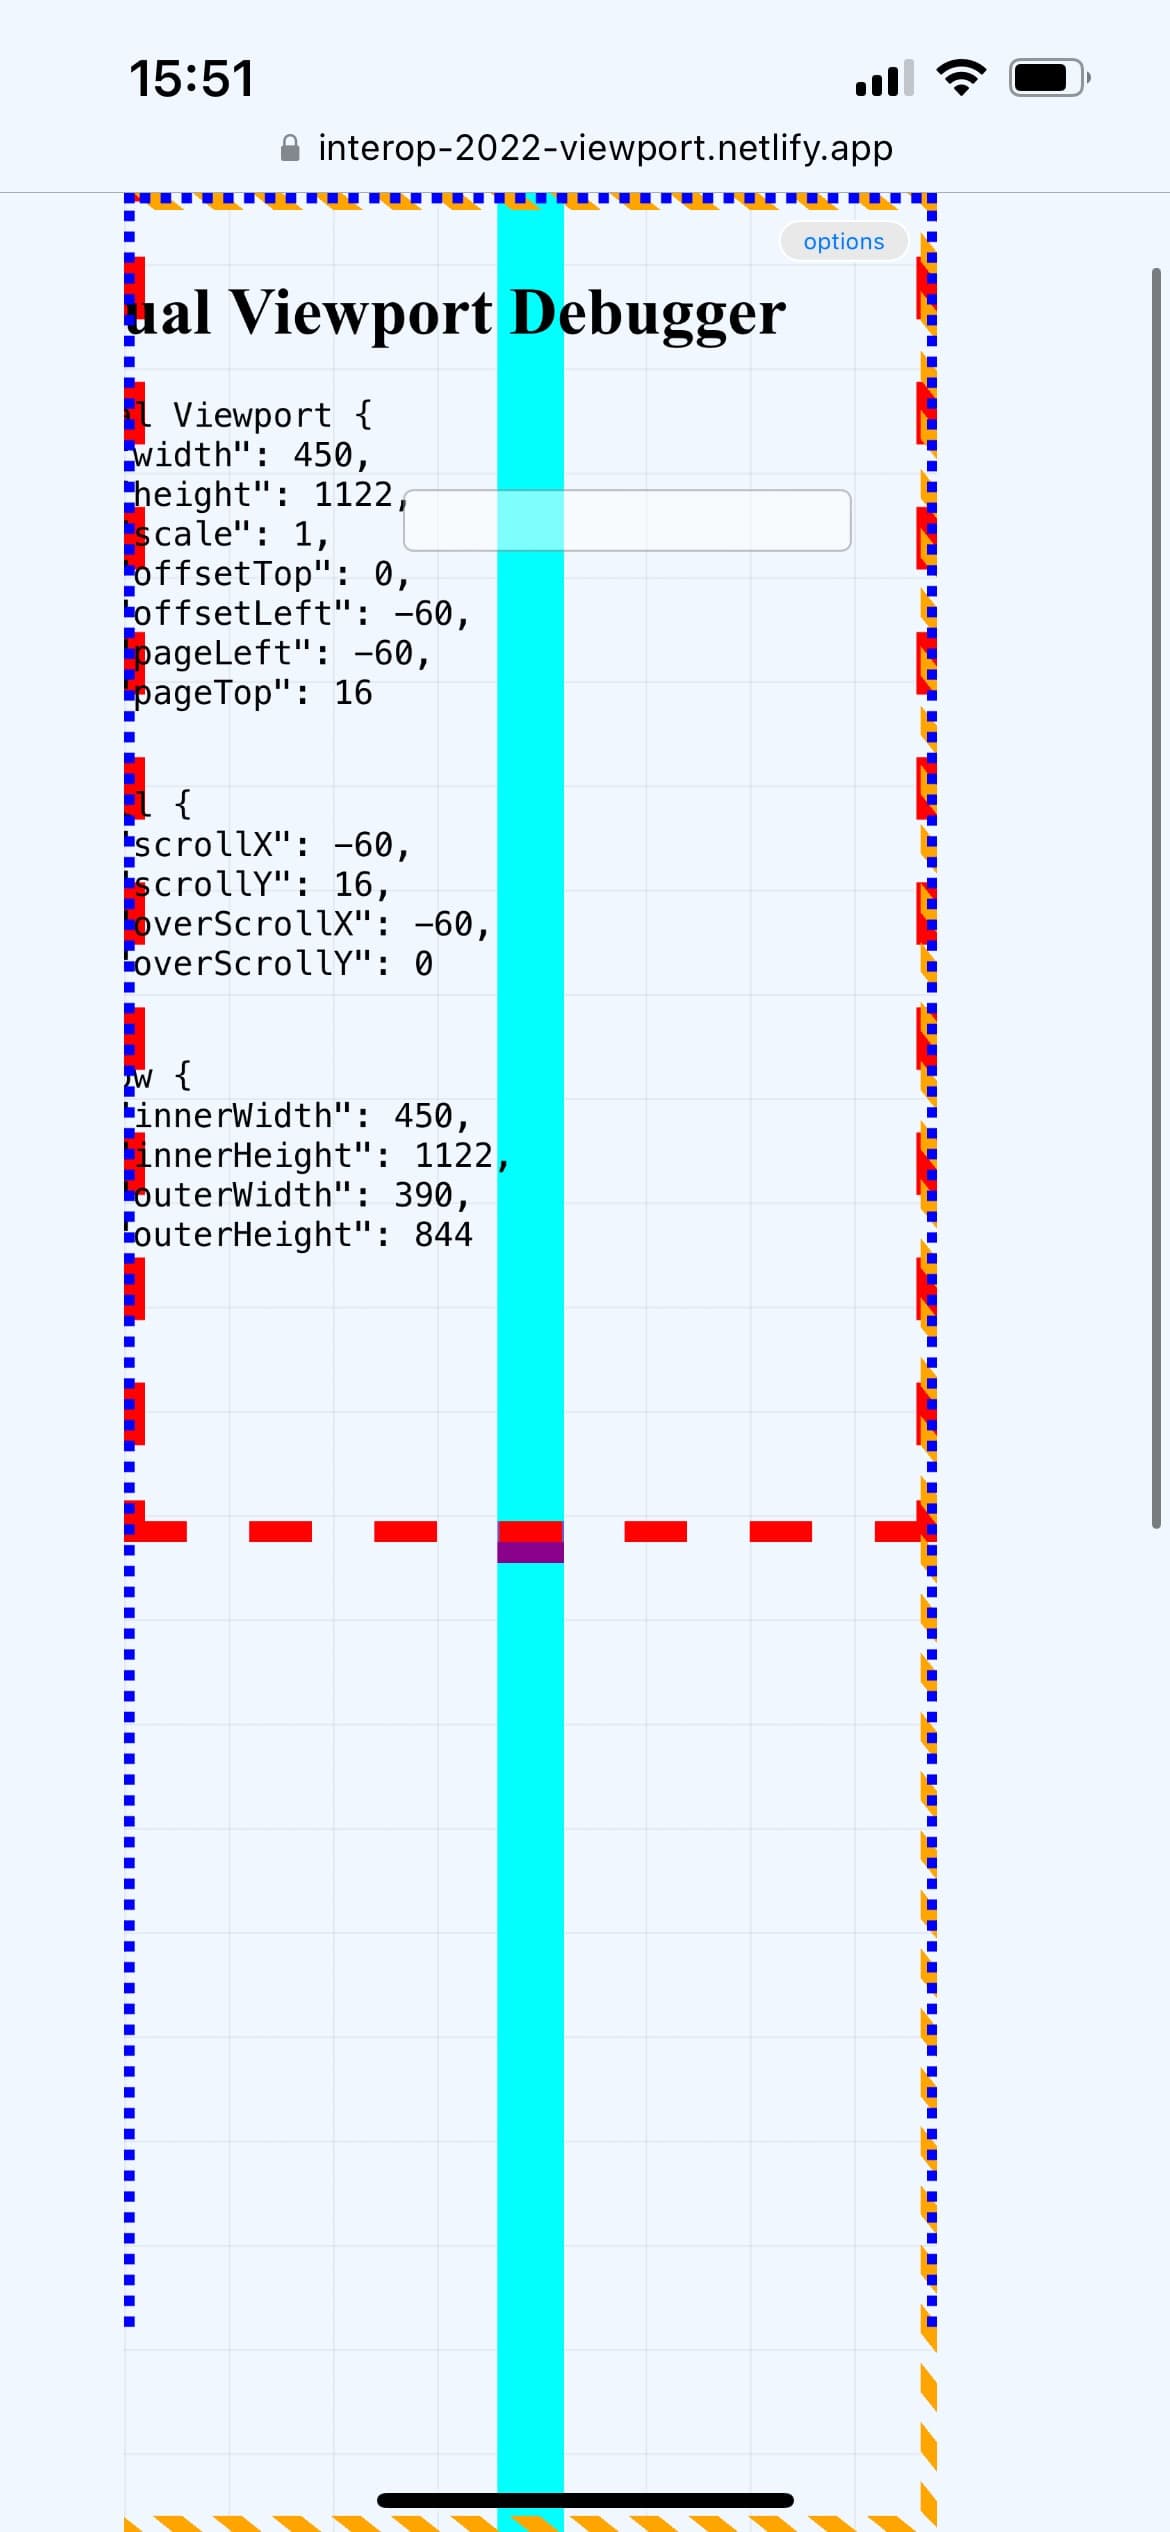 15:51
interop-2022-viewport.netlify.app
options
ual Viewport Debugger
l Viewport {
width": 450,
height": 1122,
scale": 1,
offsetTop": 0,
offsetLeft": -60,
pageLeft": -60,
pageTop": 16
l {
scrollX": -60,
scrollY": 16,
overScrollX": -60,
overScrollY": 0
w {
innerWidth": 450,
innerHeight": 1122,
outerWidth": 390,
outerHeight": 844